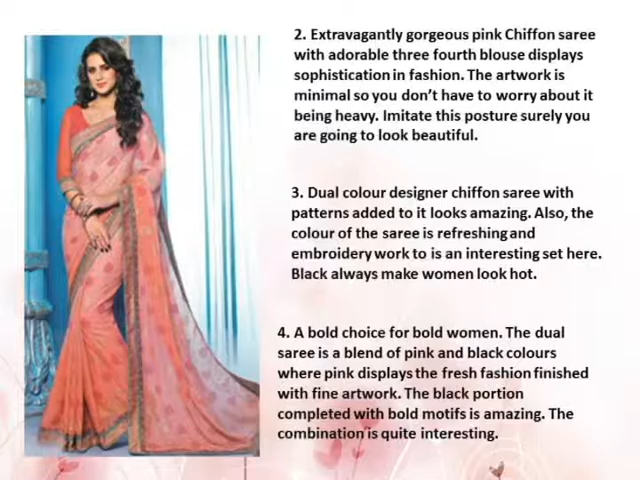 2. Extravagantly gorgeous pink Chiffon saree
with adorable three fourth blouse displays
sophistication in fashion. The artwork is
minimal so you don't have to worry about it
being heavy. Imitate this posture surely you
are going to look beautiful.
3. Dual colour designer chiffon saree with
patterns added to it looks amazing. Also, the
colour of the saree is refreshing and
embroidery work to is an interesting set here.
Black always make women look hot.
4. A bold choice for bold women. The dual
saree is a blend of pink and black colours
where pink displays the fresh fashion finished
with fine artwork. The black portion
completed with bold motifs is amazing. The
combination is quite interesting.